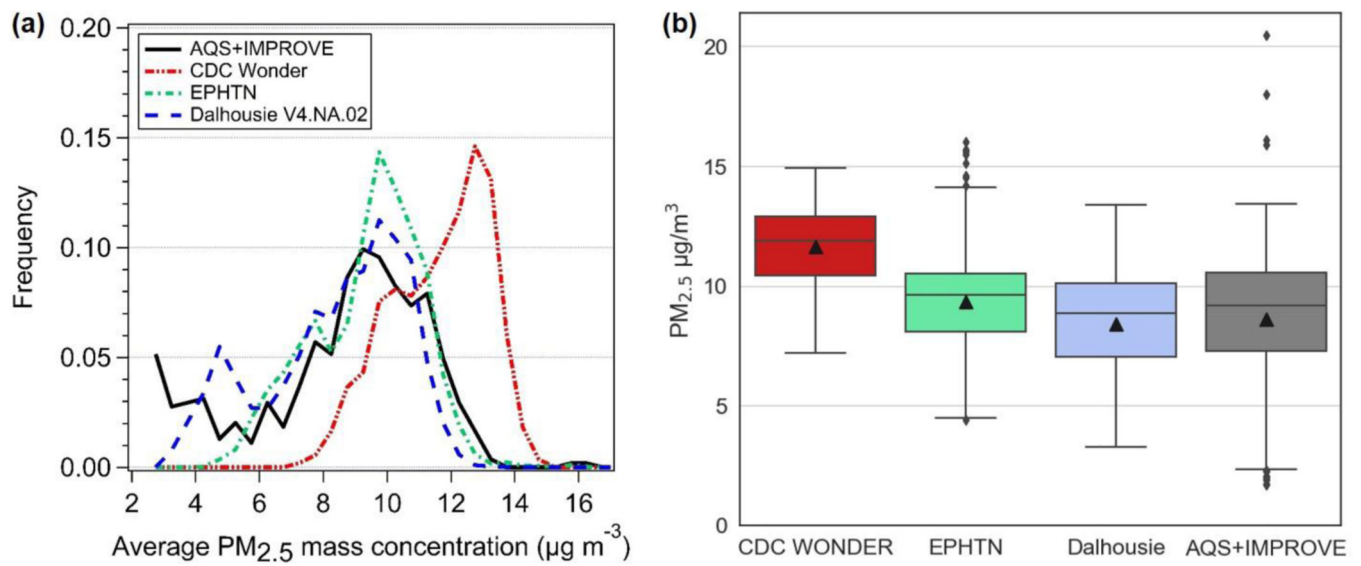 (a)
0.20
0.15
0.10
0.05
0.00
Frequency
AQS+IMPROVE
CDC Wonder
EPHTN
Dalhousie V4.NA.02
2 4 6 8 10 12 14 16
Average PM2.5 mass concentration (µg m-3)
(b)
20
15
10
5
0
PM2.5 µg/m3
CDC WONDER EPHTN Dalhousie AQS+IMPROVE